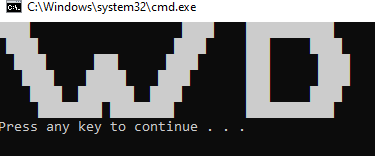 C:\Windows\system32\cmd.exe
W D
Press any key to continue . . .